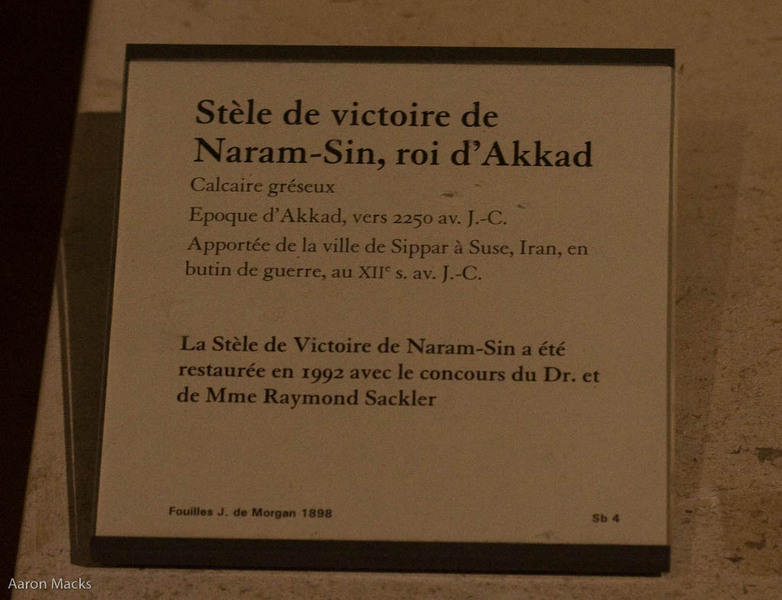 Stèle de victoire de
Naram-Sin, roi d'Akkad
Calcaire gréseux
Epoque d'Akkad, vers 2250 av. J.-C.
Apportée de la ville de Sippar à Suse, Iran, en
butin de guerre, au XIIe s. av. J.-C.
La Stèle de Victoire de Naram-Sin a été
restaurée en 1992 avec le concours du Dr. et
de Mme Raymond Sackler
Fouilles J. de Morgan 1898
Sb 4
Aaron Macks